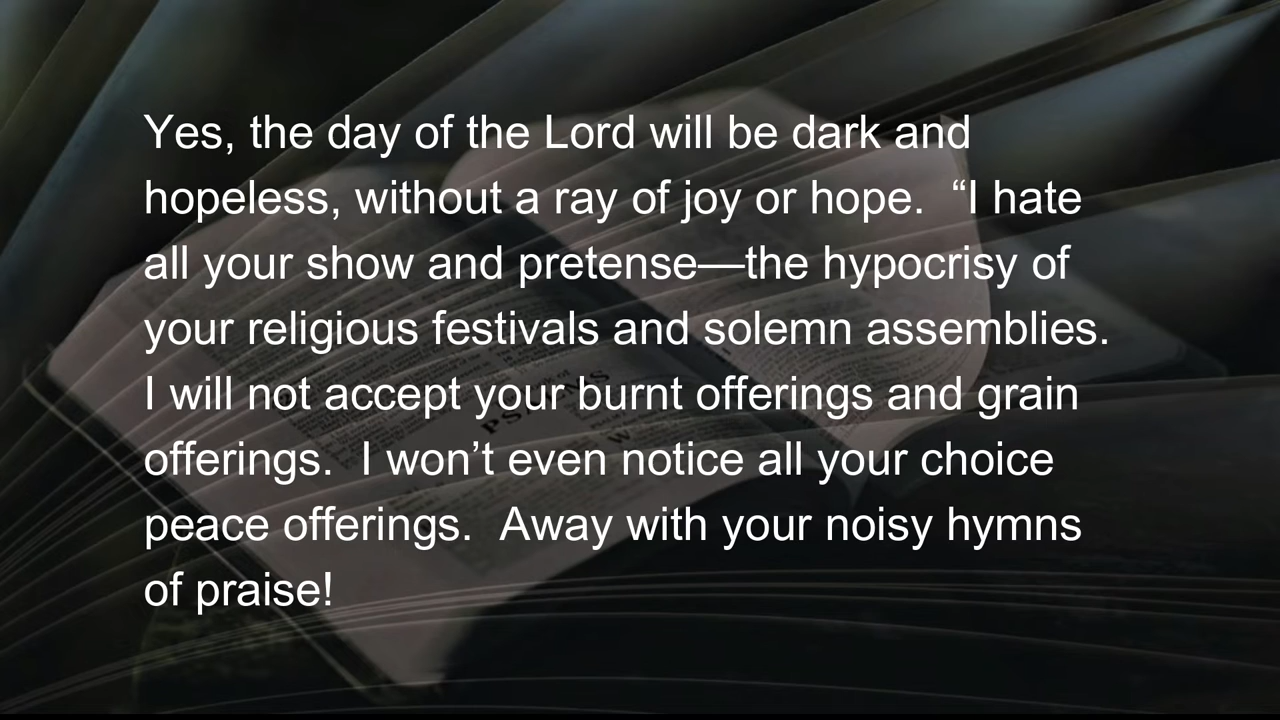 Yes, the day of the Lord will be dark and
hopeless, without a ray of joy or hope.  “I hate
all your show and pretense—the hypocrisy of
your religious festivals and solemn assemblies.
I will not accept your burnt offerings and grain
offerings.  I won’t even notice all your choice
peace offerings.  Away with your noisy hymns
of praise!
PSALMS